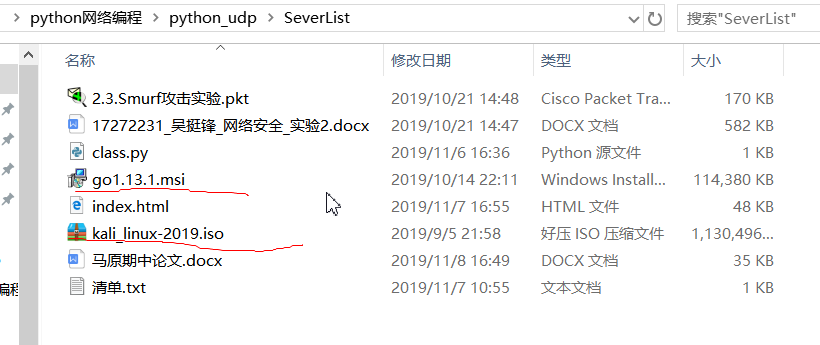 python网络编程 > python_udp > SeverList
搜索"SeverList"
名称 修改日期 类型 大小
2.3.Smurf攻击实验.pkt 2019/10/21 14:48 Cisco Packet Tra... 170 KB
17272231_吴挺锋_网络安全_实验2.docx 2019/10/21 14:47 DOCX 文档 582 KB
class.py 2019/11/6 16:36 Python 源文件 1 KB
go1.13.1.msi 2019/10/14 22:11 Windows Install... 114,380 KB
index.html 2019/11/7 16:55 HTML 文件 48 KB
kali_linux-2019.iso 2019/9/5 21:58 好压 ISO 压缩文件 1,130,496...
马原期中论文.docx 2019/11/8 16:49 DOCX 文档 35 KB
编程
清单.txt 2019/11/7 10:55 文本文档 1 KB